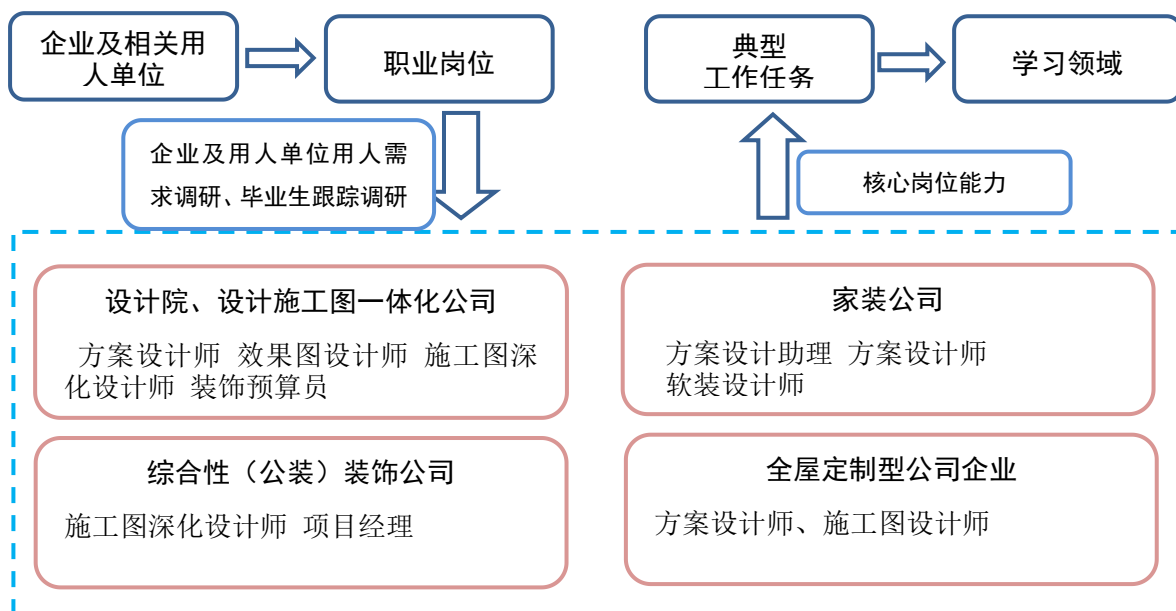 企业及相关用
人单位
职业岗位
典型
工作任务
学习领域
企业及用人单位用人需
求调研、毕业生跟踪调研
核心岗位能力
设计院、设计施工图一体化公司
方案设计师 效果图设计师 施工图深
化设计师 装饰预算员
家装公司
方案设计助理 方案设计师
软装设计师
综合性（公装）装饰公司
施工图深化设计师 项目经理
全屋定制型公司企业
方案设计师、施工图设计师